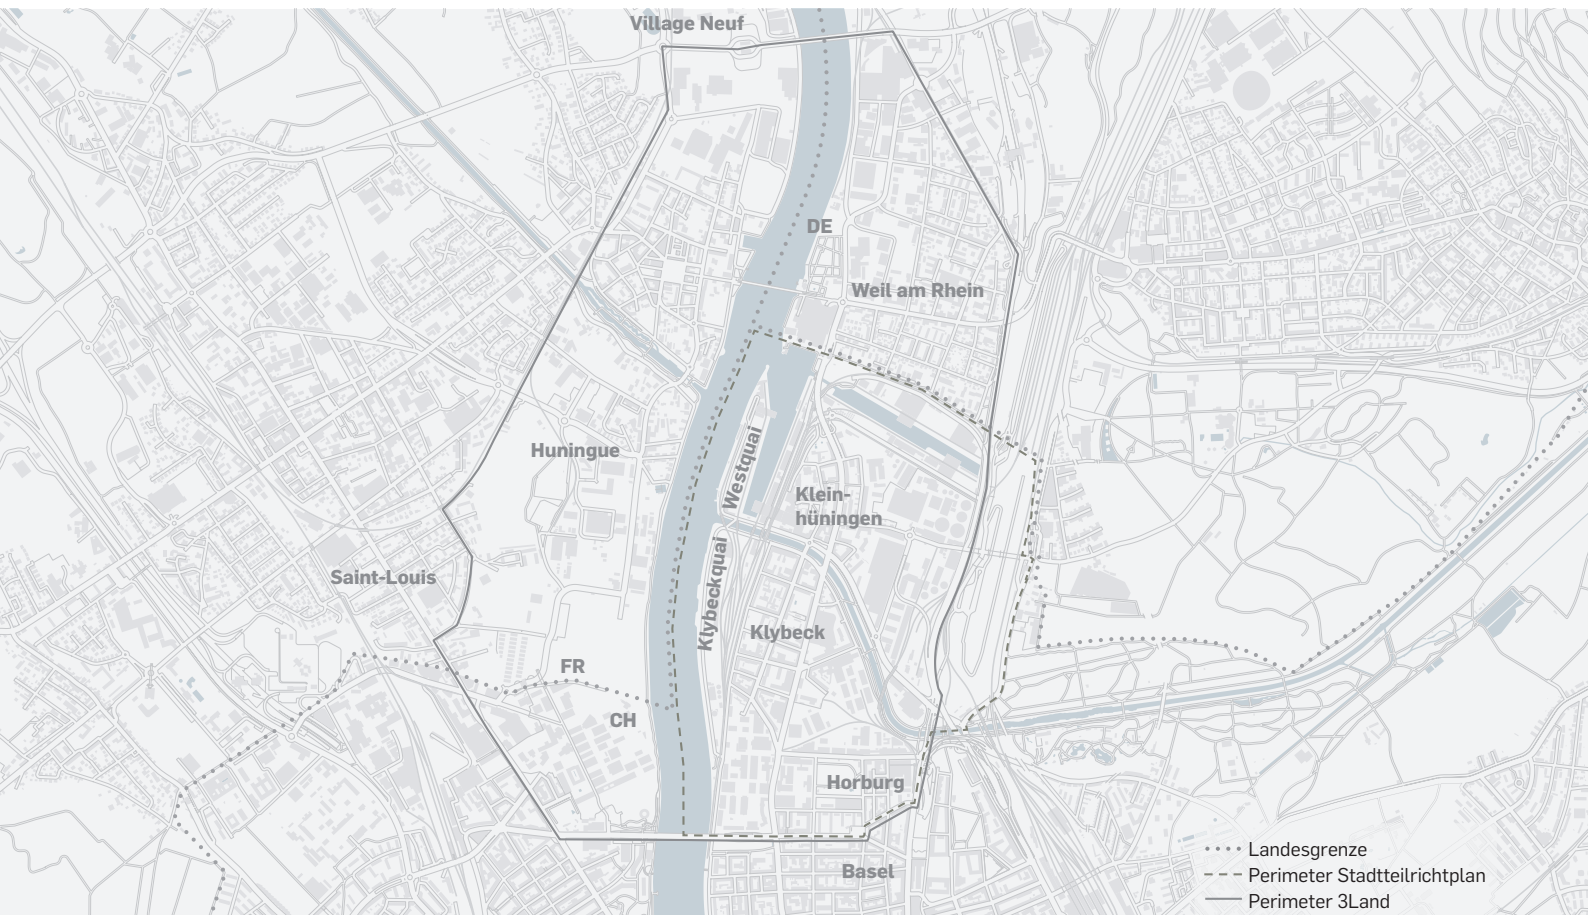 Village Neuf
DE
Weil am Rhein
Huningue
Westquai
Klein-
hüningen
Saint-Louis
Klybeckquai
Klybeck
FR
CH
Horburg
Basel
Landesgrenze
Perimeter Stadtteilrichtplan
Perimeter 3Land